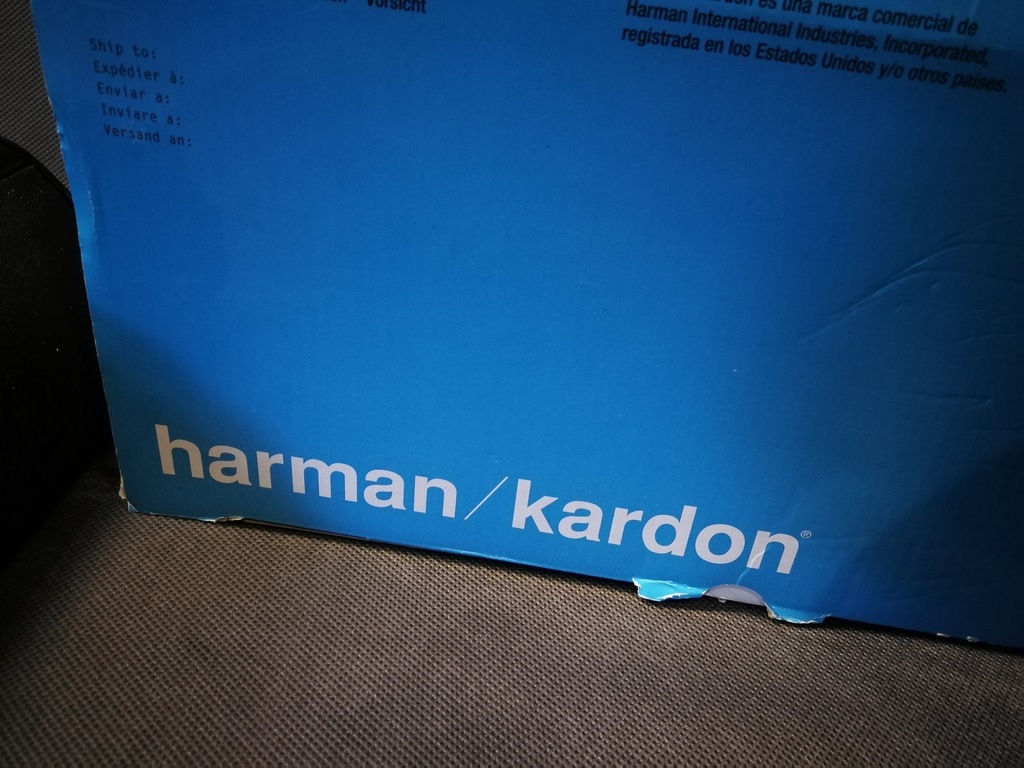 Vorsicht
es una marca comercial de
Harman International Industries, Incorporated,
registrada en los Estados Unidos y/o otros países.
Ship to:
Expédier à:
Enviar a:
Inviare a:
Versand an:
harman/kardon®